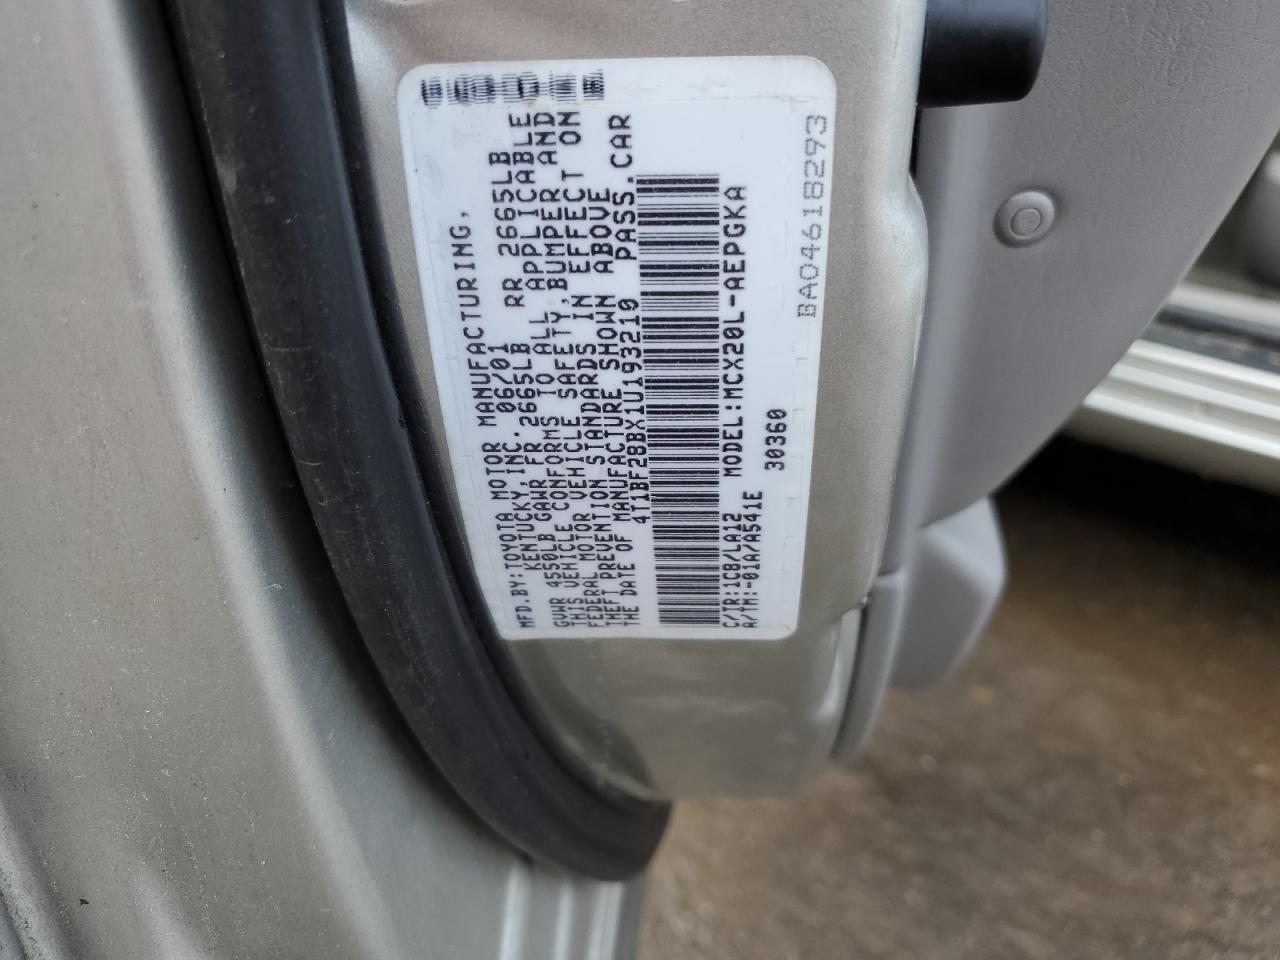 MFD.BY:TOYOTA MOTOR MANUFACTURING,
KENTUCKY,INC. 06/01
GVWR 4550LB GAWR FR 2665LB RR 2665LB
THIS VEHICLE CONFORMS TO ALL APPLICABLE
FEDERAL MOTOR VEHICLE SAFETY,BUMPER AND
THEFT PREVENTION STANDARDS IN EFFECT ON
THE DATE OF MANUFACTURE SHOWN ABOVE
4T1BF28BX1U193210 PASS.CAR
C/TR:1C8/LA12 MODEL:MCX20L-AEPGKA
A/TM:-01A/A541E 30360
BA04618293